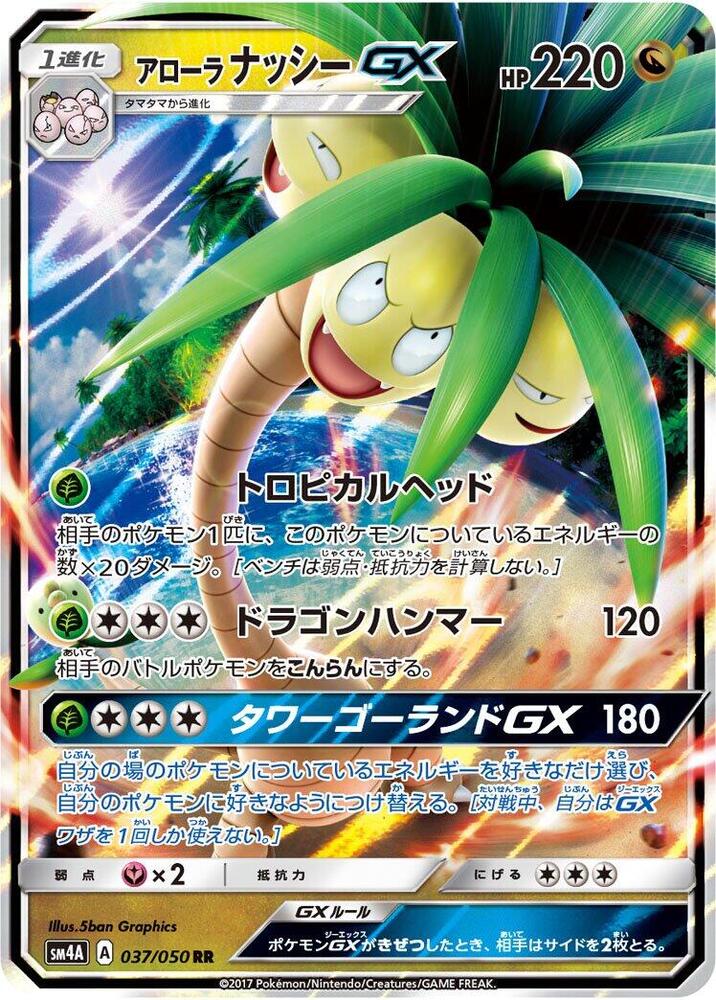 1進化
アローラ ナッシーGX
HP220
タマタマから進化
トロピカルヘッド
相手のポケモン1匹に、このポケモンについているエネルギーの
数×20ダメージ。[ベンチは弱点・抵抗力を計算しない。]
ドラゴンハンマー 120
相手のバトルポケモンをこんらんにする。
タワーゴーランドGX 180
自分の場のポケモンについているエネルギーを好きなだけ選び、
自分のポケモンに好きなようにつけ替える。[対戦中、自分はGX
ワザを1回しか使えない。]
弱点 ×2 抵抗力 にげる
Illus.5ban Graphics
GXルール
ポケモンGXがきぜつしたとき、相手はサイドを2枚とる。
SM4A A 037/050 RR
©2017 Pokémon/Nintendo/Creatures/GAME FREAK.